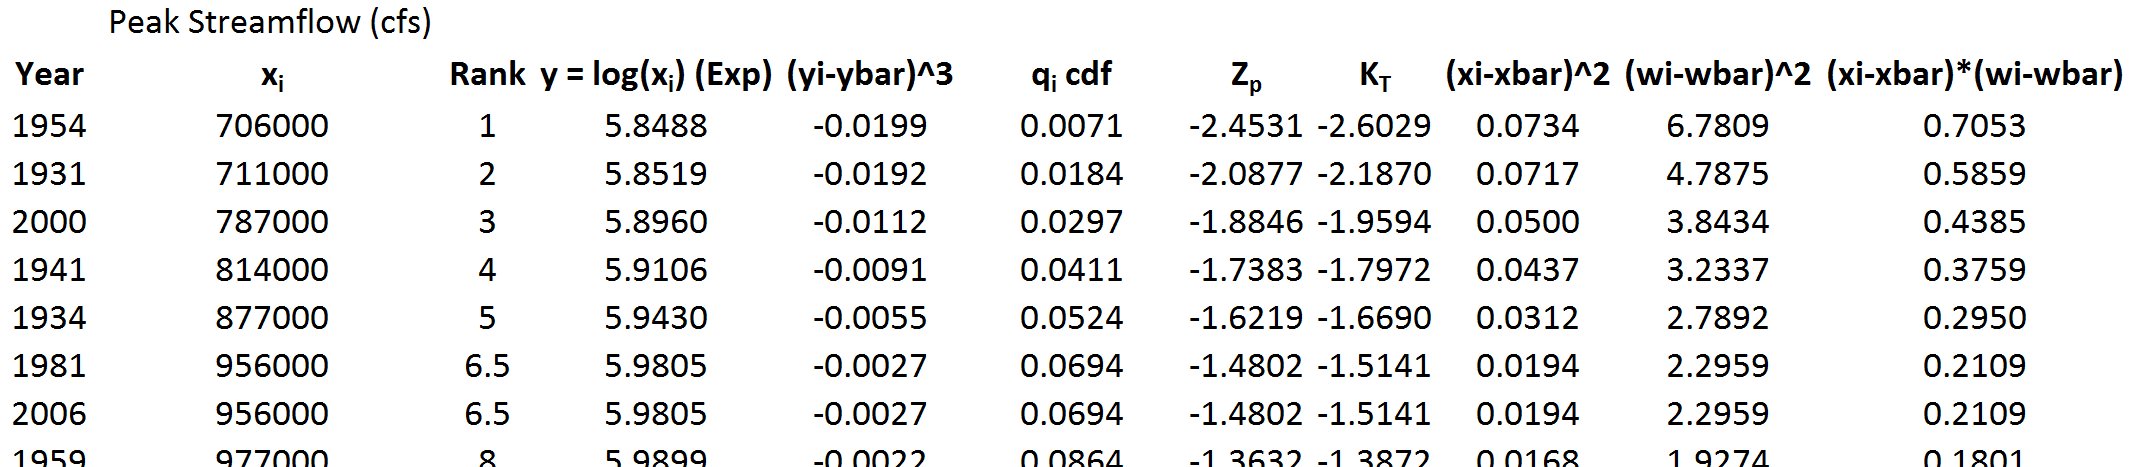 Peak Streamflow (cfs)
Year xi Rank y = log(xi) (Exp) (yi-ybar)^3 qi cdf Zp KT (xi-xbar)^2 (wi-wbar)^2 (xi-xbar)*(wi-wbar)
1954 706000 1 5.8488 -0.0199 0.0071 -2.4531 -2.6029 0.0734 6.7809 0.7053
1931 711000 2 5.8519 -0.0192 0.0184 -2.0877 -2.1870 0.0717 4.7875 0.5859
2000 787000 3 5.8960 -0.0112 0.0297 -1.8846 -1.9594 0.0500 3.8434 0.4385
1941 814000 4 5.9106 -0.0091 0.0411 -1.7383 -1.7972 0.0437 3.2337 0.3759
1934 877000 5 5.9430 -0.0055 0.0524 -1.6219 -1.6690 0.0312 2.7892 0.2950
1981 956000 6.5 5.9805 -0.0027 0.0694 -1.4802 -1.5141 0.0194 2.2959 0.2109
2006 956000 6.5 5.9805 -0.0027 0.0694 -1.4802 -1.5141 0.0194 2.2959 0.2109
1959 977000 8 5.9899 -0.0022 0.0864 -1.3632 -1.3872 0.0168 1.9274 0.1801